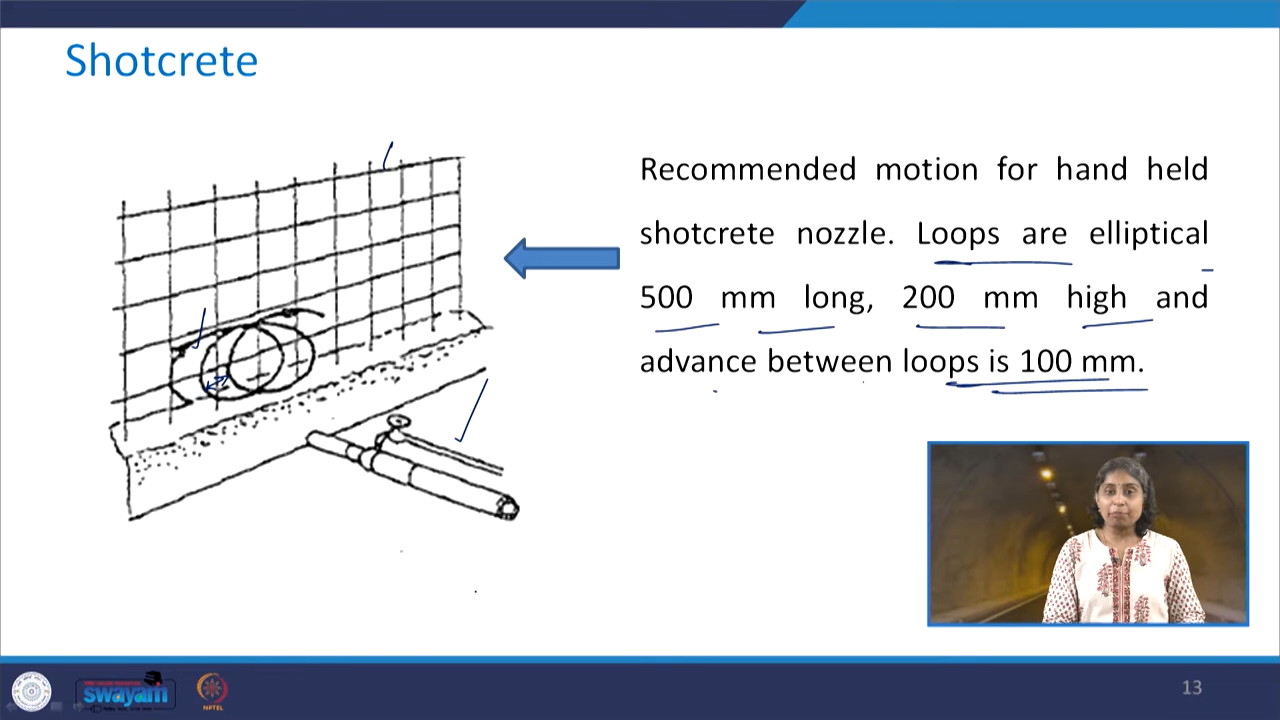 Shotcrete
Recommended motion for hand held
shotcrete nozzle. Loops are elliptical
500 mm long, 200 mm high and
advance between loops is 100 mm.
swayam
NPTEL
13